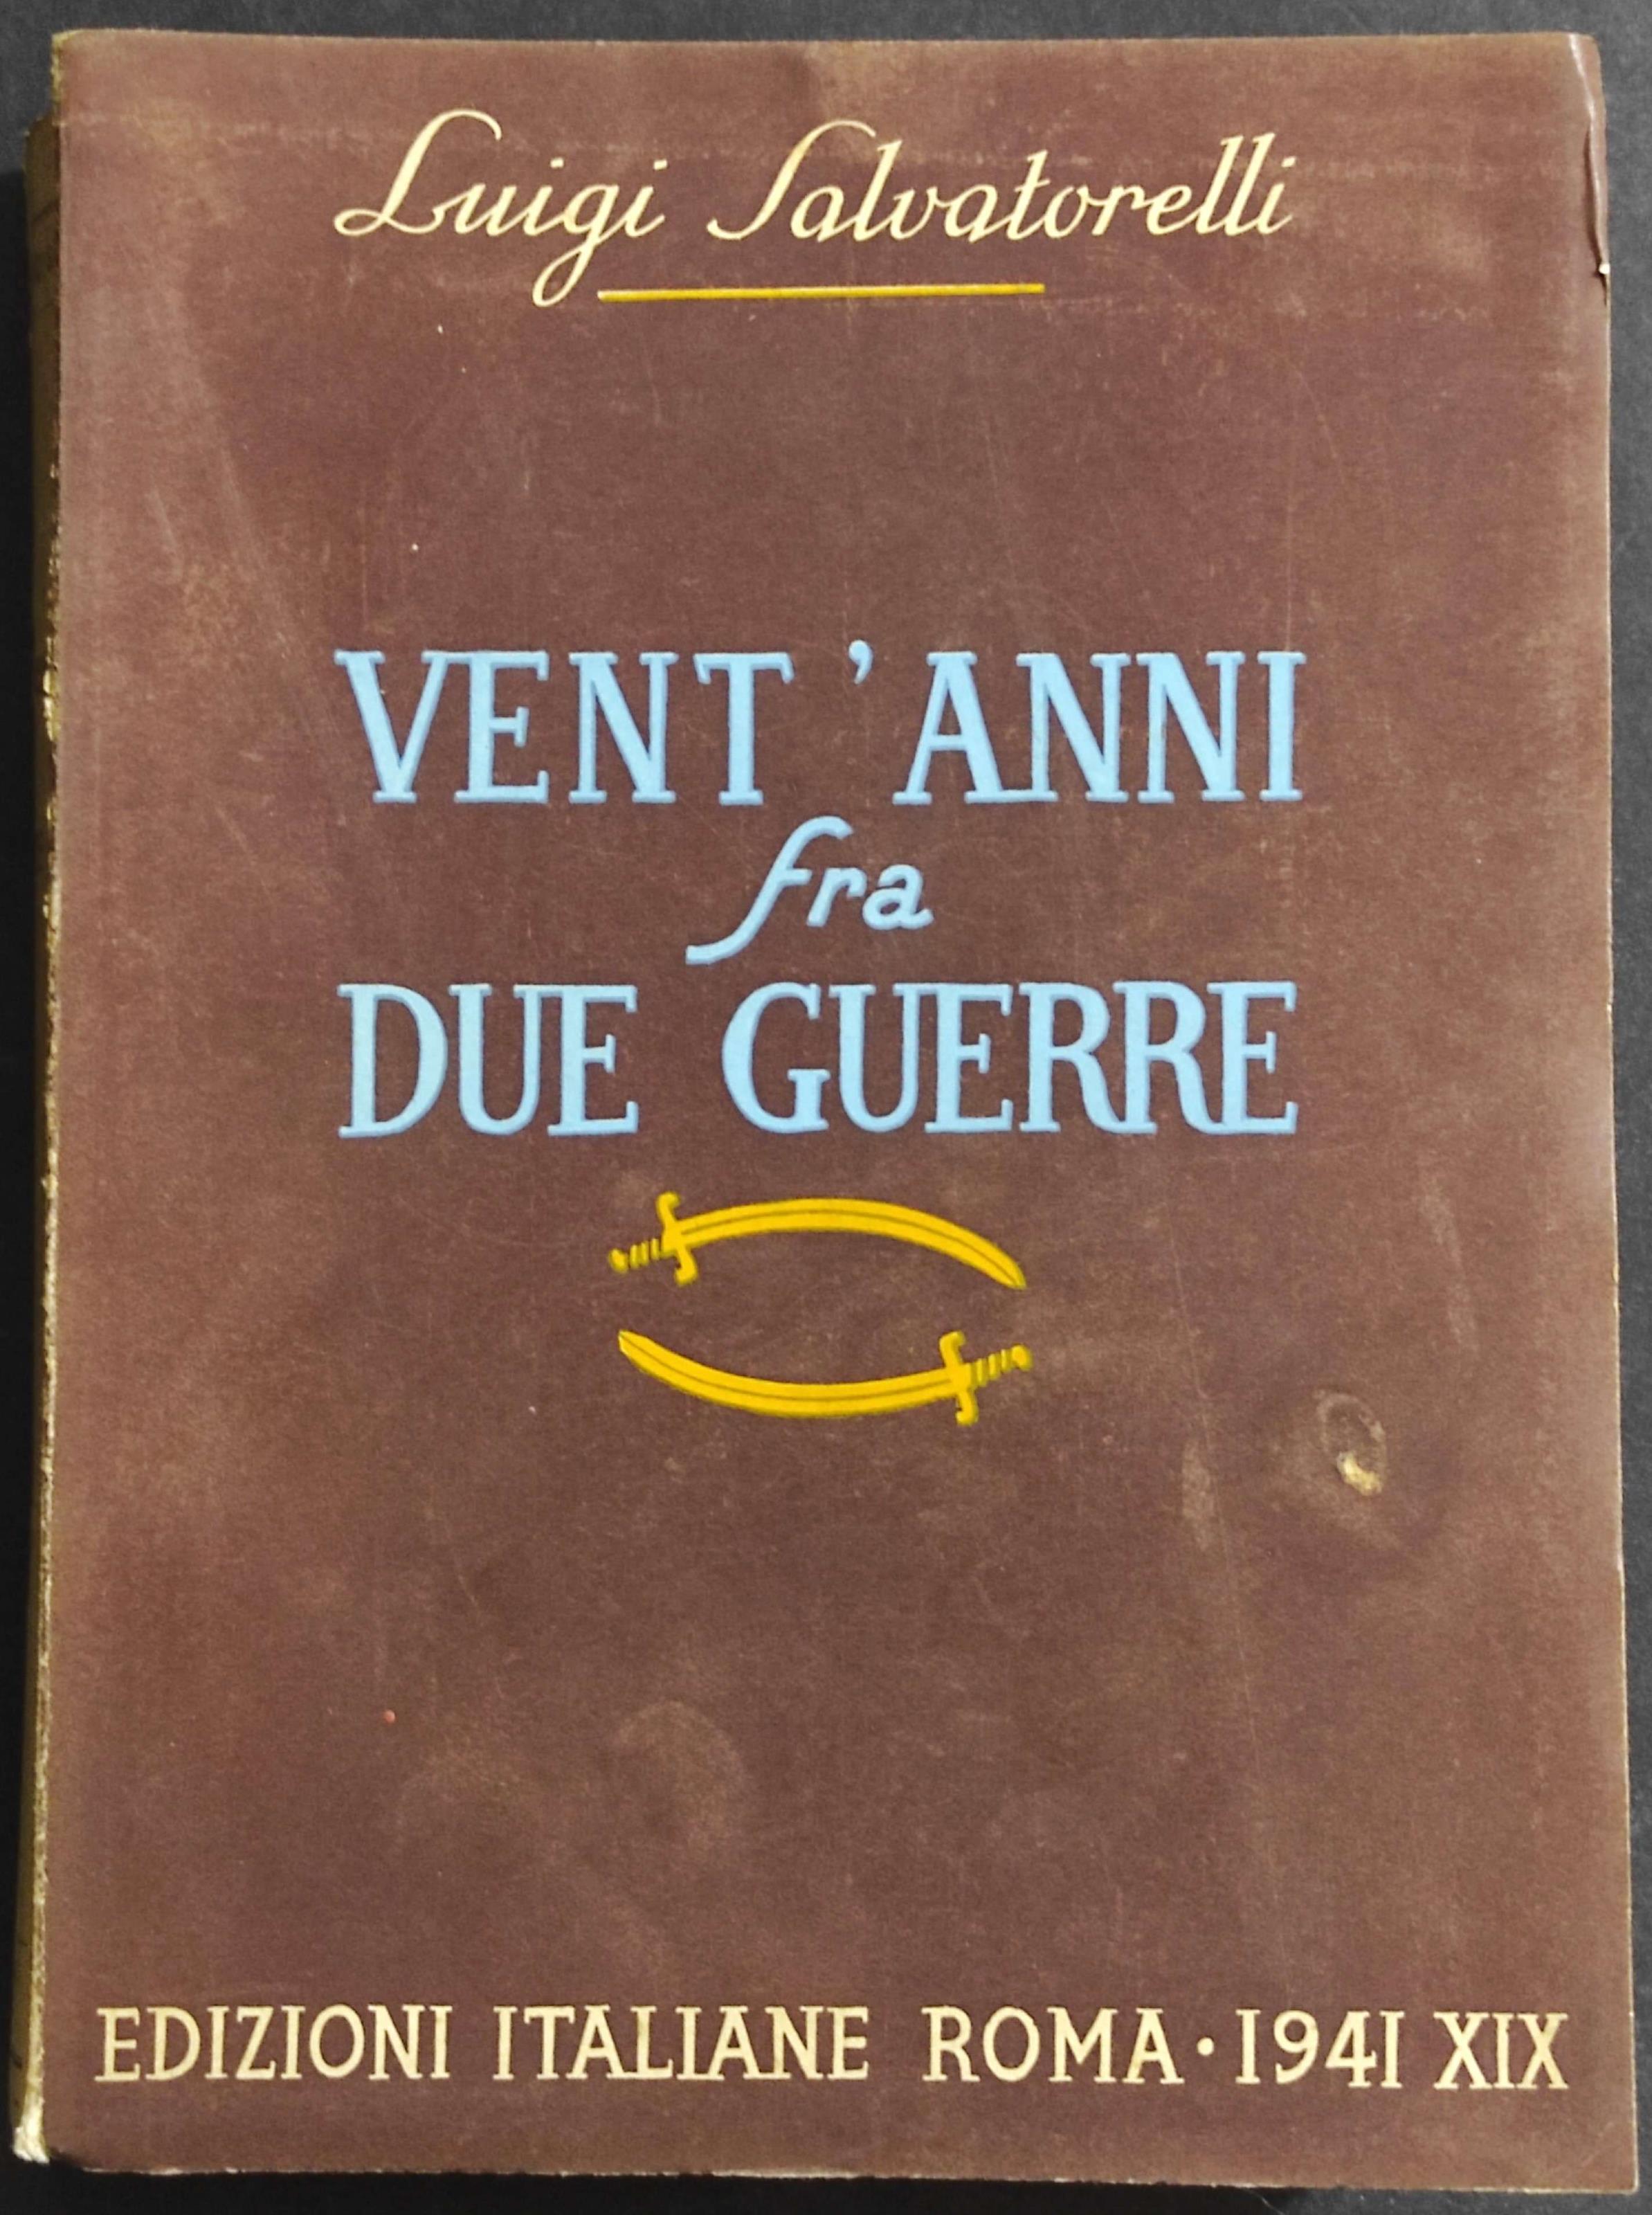 Luigi Salvatorelli
VENT'ANNI
fra
DUE GUERRE
EDIZIONI ITALIANE ROMA · 1941 XIX